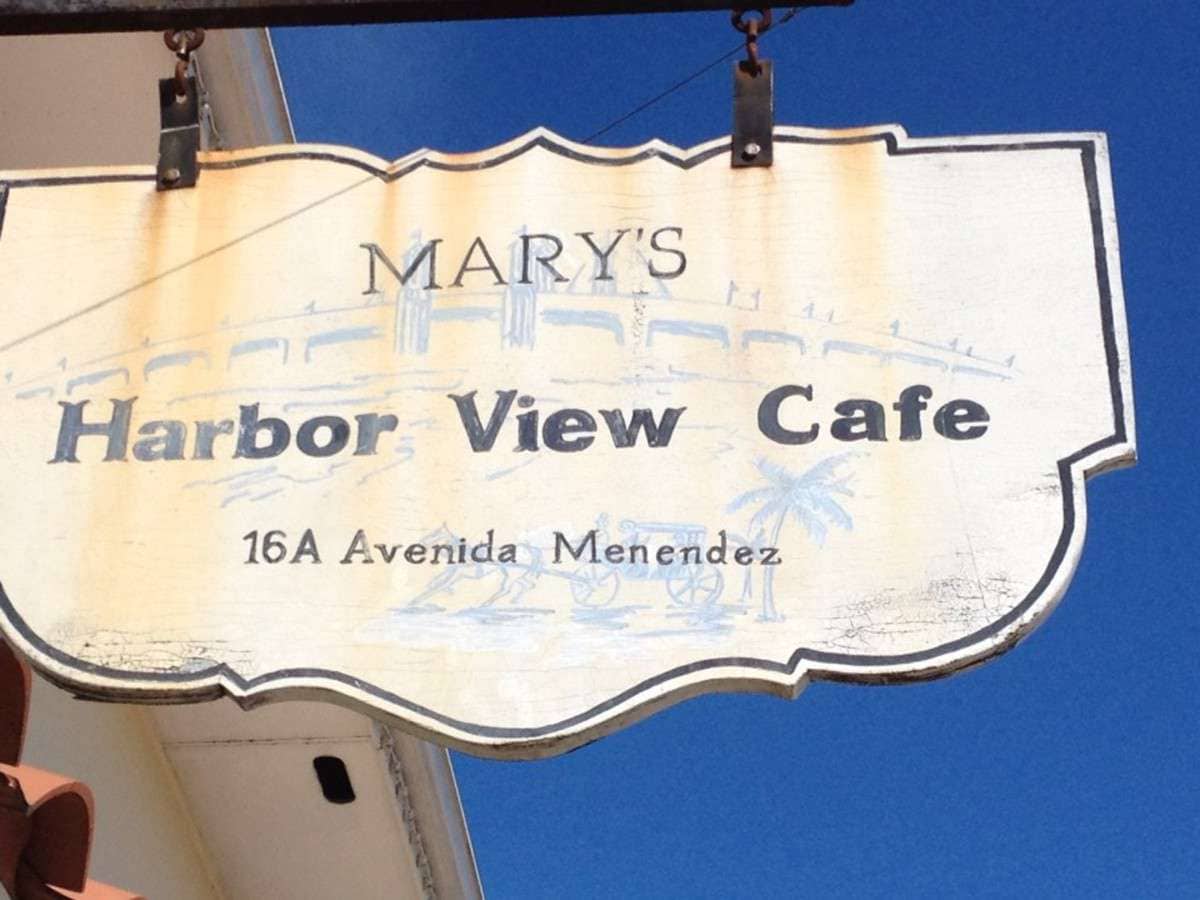 MARY'S
Harbor View Cafe
16A Avenida Menendez